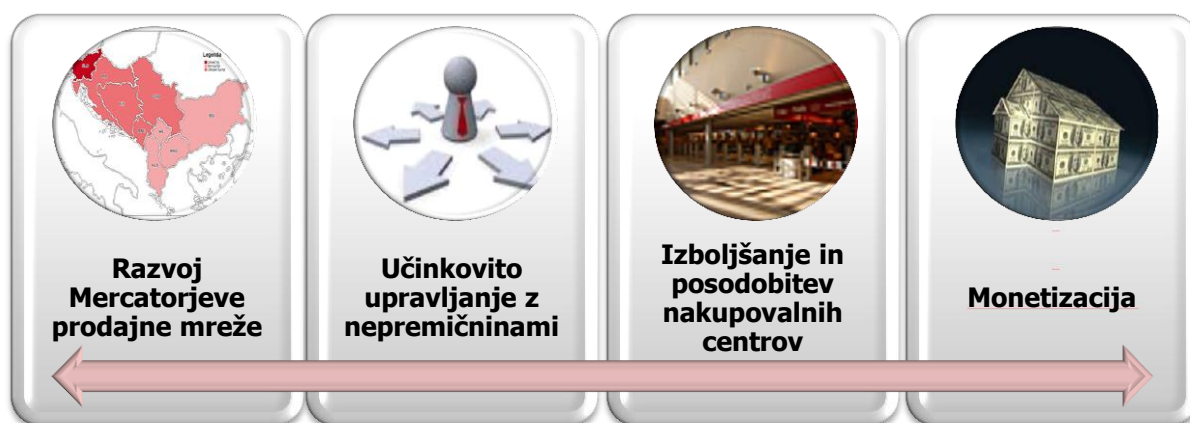 Razvoj
Mercatorjeve
prodajne mreže
Učinkovito
upravljanje z
nepremičninami
Izboljšanje in
posodobitev
nakupovalnih
centrov
Monetizacija